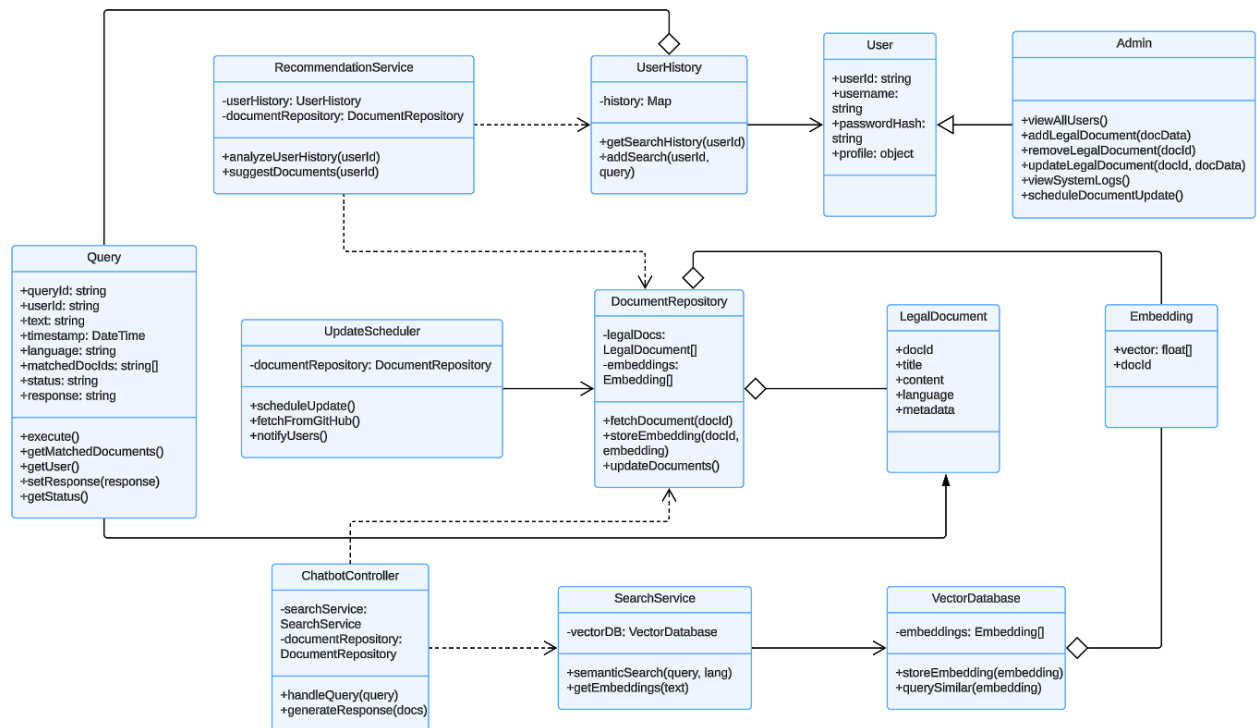 RecommendationService
-userHistory: UserHistory
-documentRepository: DocumentRepository
+analyzeUserHistory(userId)
+suggestDocuments(userId)
UserHistory
-history: Map
+getSearchHistory(userId)
+addSearch(userId,
query)
User
+userId: string
+username:
string
+passwordHash:
string
+profile: object
Admin
+viewAllUsers()
+addLegalDocument(docData)
+removeLegalDocument(docId)
+updateLegalDocument(docId, docData)
+viewSystemLogs()
+scheduleDocumentUpdate()
Query
+queryId: string
+userId: string
+text: string
+timestamp: DateTime
+language: string
+matchedDocIds: string[]
+status: string
+response: string
+execute()
+getMatchedDocuments()
+getUser()
+setResponse(response)
+getStatus()
UpdateScheduler
-documentRepository: DocumentRepository
+scheduleUpdate()
+fetchFromGitHub()
+notifyUsers()
DocumentRepository
-legalDocs:
LegalDocument[]
-embeddings:
Embedding[]
+fetchDocument(docId)
+storeEmbedding(docId,
embedding)
+updateDocuments()
LegalDocument
+docId
+title
+content
+language
+metadata
Embedding
+vector: float[]
+docId
ChatbotController
-searchService:
SearchService
-documentRepository:
DocumentRepository
+handleQuery(query)
+generateResponse(docs)
SearchService
-vectorDB: VectorDatabase
+semanticSearch(query, lang)
+getEmbeddings(text)
VectorDatabase
-embeddings: Embedding[]
+storeEmbedding(embedding)
+querySimilar(embedding)